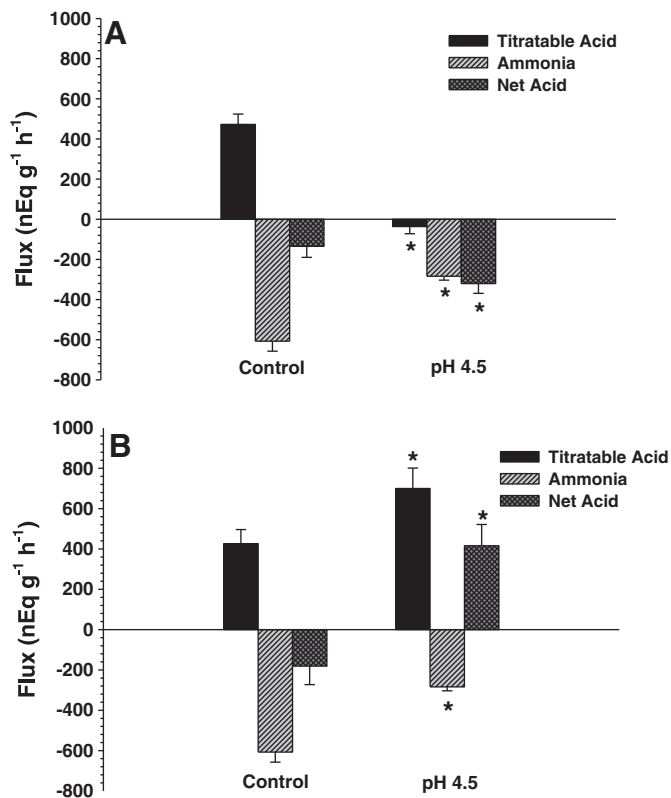 A
Titratable Acid
Ammonia
Net Acid
Flux (nEq g⁻¹ h⁻¹)
1000
800
600
400
200
0
-200
-400
-600
-800
* * *
Control pH 4.5
B
Titratable Acid
Ammonia
Net Acid
Flux (nEq g⁻¹ h⁻¹)
1000
800
600
400
200
0
-200
-400
-600
-800
* * *
Control pH 4.5